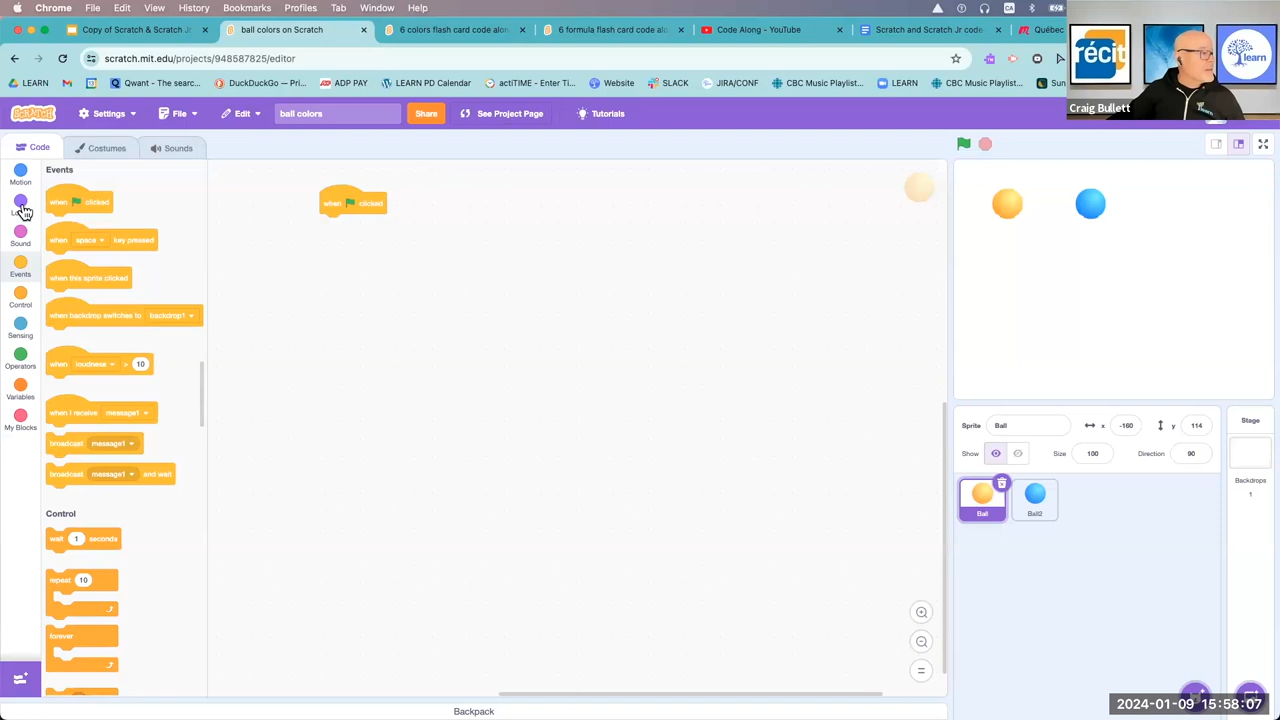 Chrome File Edit View History Bookmarks Profiles Tab Window Help CA
Copy of Scratch & Scratch Jr
ball colors on Scratch
6 colors flash card code alon
6 formula flash card code alo
Code Along - YouTube
Scratch and Scratch Jr code-
Québec
scratch.mit.edu/projects/948587825/editor
LEARN
Qwant - The searc...
DuckDuckGo — Pri...
ADP PAY
LEARN PD Calendar
actiTIME - Enter Ti...
Website
SLACK
JIRA/CONF
CBC Music Playlist...
LEARN
CBC Music Playlist...
récit
learn
Craig Bullett
SCRATCH
Settings
File
Edit
ball colors
Share
See Project Page
Tutorials
Code
Costumes
Sounds
Motion
Sound
Events
Control
Sensing
Operators
Variables
My Blocks
Events
when clicked
when space key pressed
when this sprite clicked
when backdrop switches to backdrop1
when loudness > 10
when I receive message1
broadcast message1
broadcast message1 and wait
Control
wait 1 seconds
repeat 10
forever
when clicked
Sprite Ball x -160 y 114
Show Size 100 Direction 90
Ball
Ball2
Stage
Backdrops
1
Backpack
2024-01-09 15:58:07